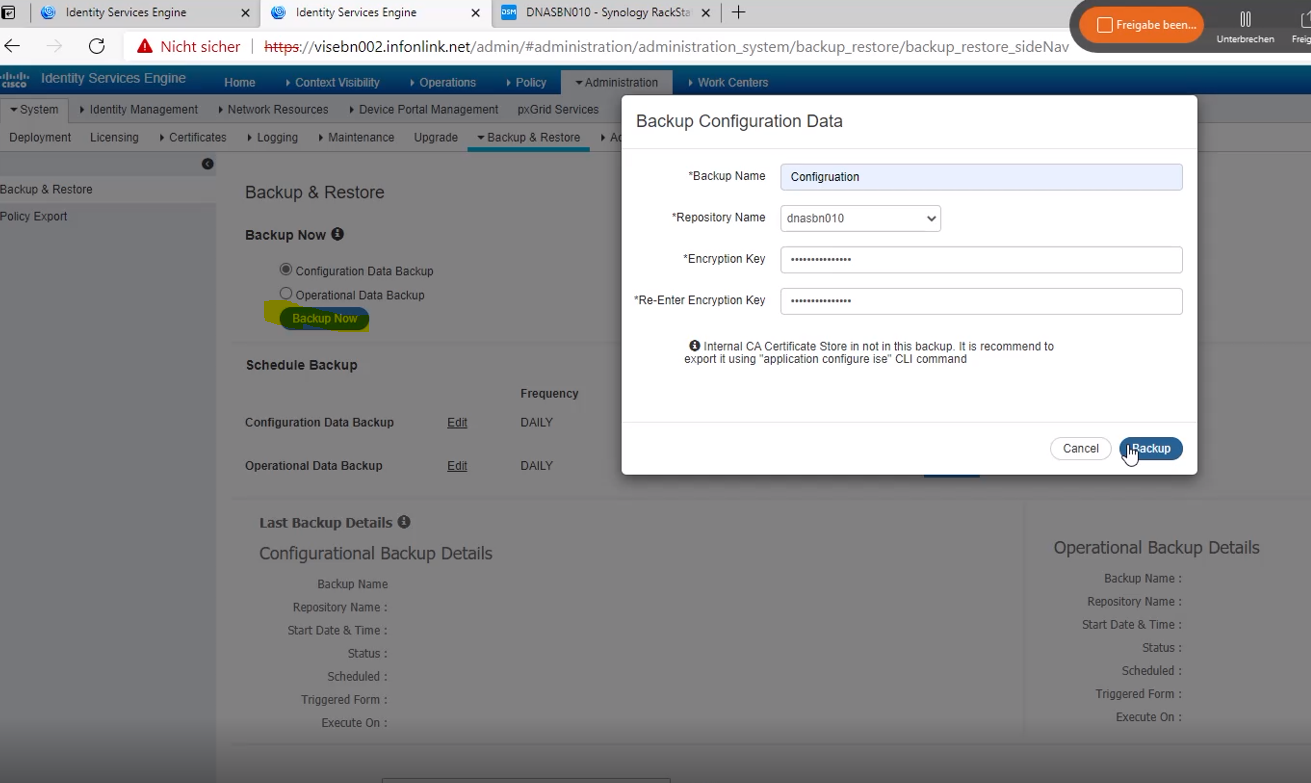 Identity Services Engine
Identity Services Engine
DSM DNASBN010 - Synology RackSta
Freigabe been...
Unterbrechen
Freig
Nicht sicher
https://visebn002.infonlink.net/admin/#administration/administration_system/backup_restore/backup_restore_sideNav
cisco Identity Services Engine
Home Context Visibility Operations Policy Administration Work Centers
System Identity Management Network Resources Device Portal Management pxGrid Services
Deployment Licensing Certificates Logging Maintenance Upgrade Backup & Restore Ad
Backup & Restore
Policy Export
Backup & Restore
Backup Now
Configuration Data Backup
Operational Data Backup
Backup Now
Schedule Backup
Frequency
Configuration Data Backup Edit DAILY
Operational Data Backup Edit DAILY
Last Backup Details
Configurational Backup Details
Backup Name
Repository Name :
Start Date & Time :
Status :
Scheduled :
Triggered Form :
Execute On :
Operational Backup Details
Backup Name :
Repository Name :
Start Date & Time :
Status :
Scheduled :
Triggered Form :
Execute On :
Backup Configuration Data
*Backup Name Configruation
*Repository Name dnasbn010
*Encryption Key •••••••••••••••
*Re-Enter Encryption Key •••••••••••••••
Internal CA Certificate Store in not in this backup. It is recommend to
export it using "application configure ise" CLI command
Cancel Backup